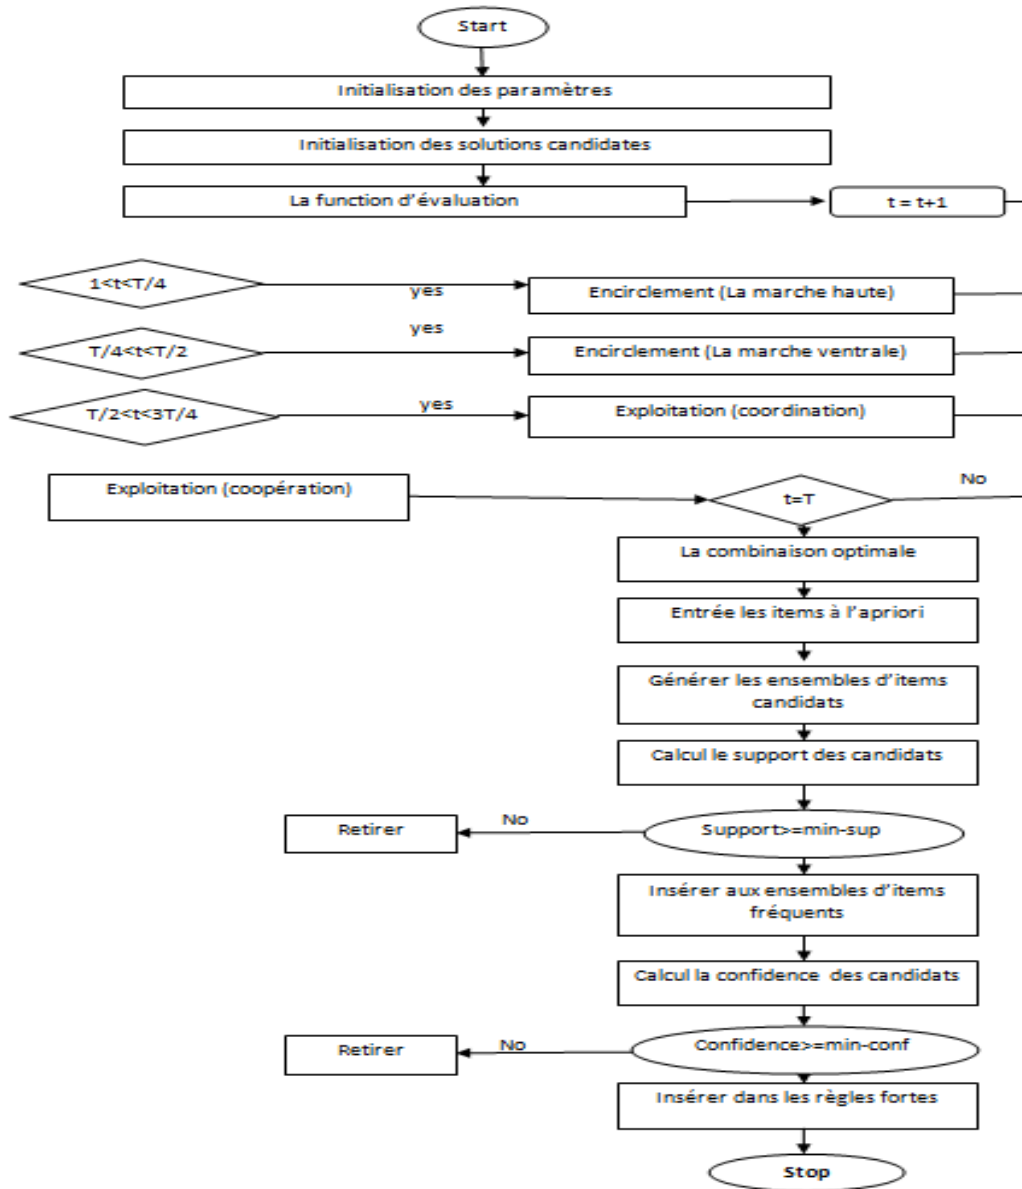 Start
Initialisation des paramètres
Initialisation des solutions candidates
La function d'évaluation
t = t+1
1<t<T/4
yes
Encirclement (La marche haute)
yes
T/4<t<T/2
Encirclement (La marche ventrale)
T/2<t<3T/4
yes
Exploitation (coordination)
Exploitation (coopération)
t=T
No
La combinaison optimale
Entrée les items à l'apriori
Générer les ensembles d'items
candidats
Calcul le support des candidats
Retirer
No
Support>=min-sup
Insérer aux ensembles d'items
fréquents
Calcul la confidence des candidats
Retirer
No
Confidence>=min-conf
Insérer dans les règles fortes
Stop